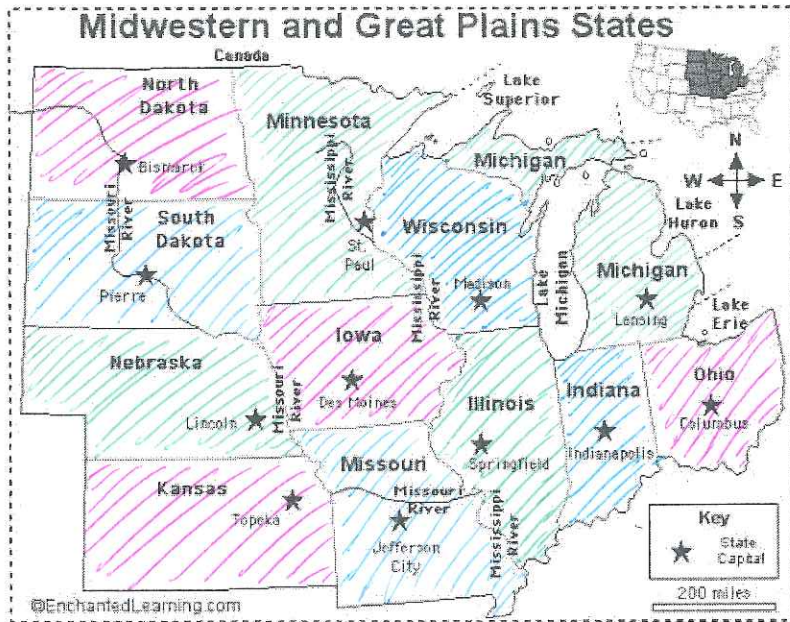 Midwestern and Great Plains States
Canada
North
Dakota
Bismarck
Missouri
River
South
Dakota
Pierre
Nebraska
Lincoln
Missouri
River
Kansas
Topeka
Minnesota
Mississippi
River
St.
Paul
Mississippi
River
Iowa
Des Moines
Missouri
Missouri
River
Jefferson
City
Mississippi
River
Lake
Superior
Michigan
Wisconsin
Madison
Lake
Michigan
Illinois
Springfield
Indiana
Indianapolis
Michigan
Lansing
Lake
Huron
Lake
Erie
Ohio
Columbus
N
W
E
S
Key
State
Capital
200 miles
©EnchantedLearning.com